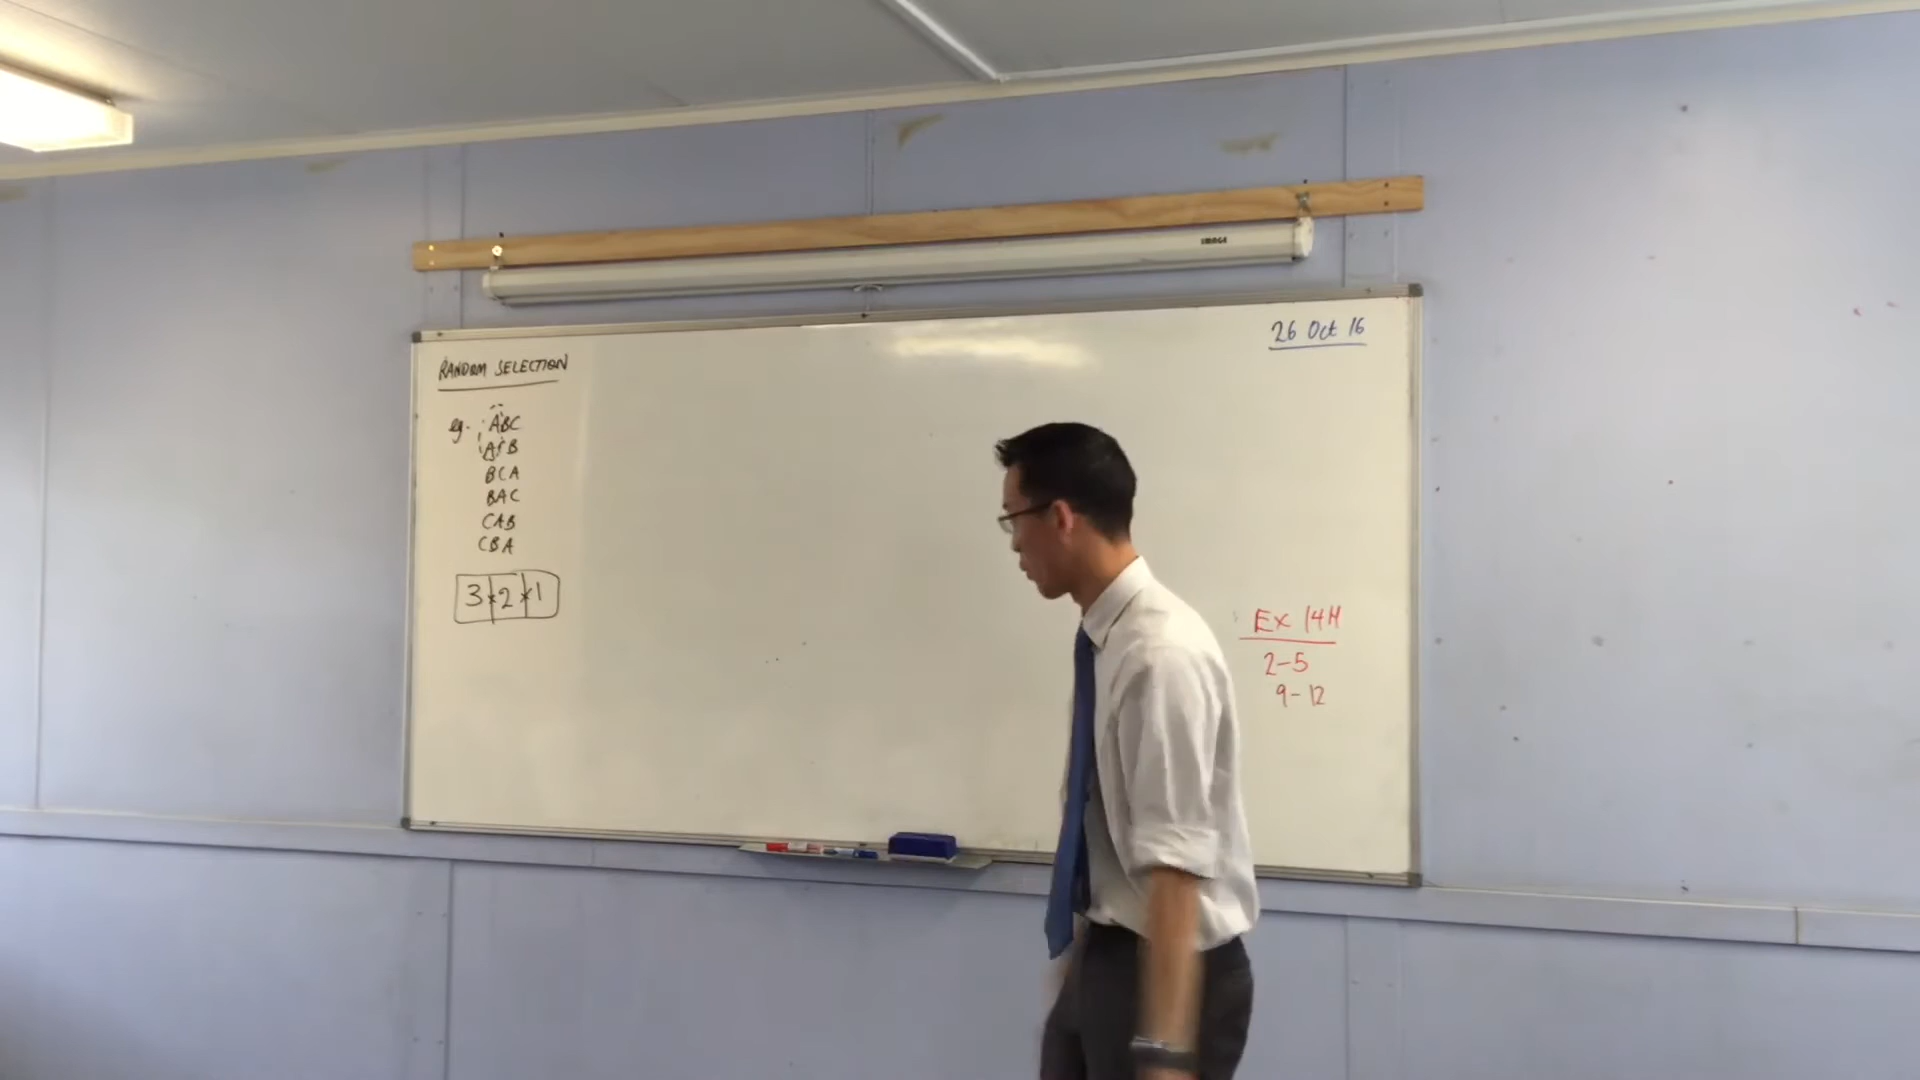 IMAGE
26 Oct 16
RANDOM SELECTION
eg. ABC
ACB
BCA
BAC
CAB
CBA
3×2×1
Ex 14H
2-5
9-12